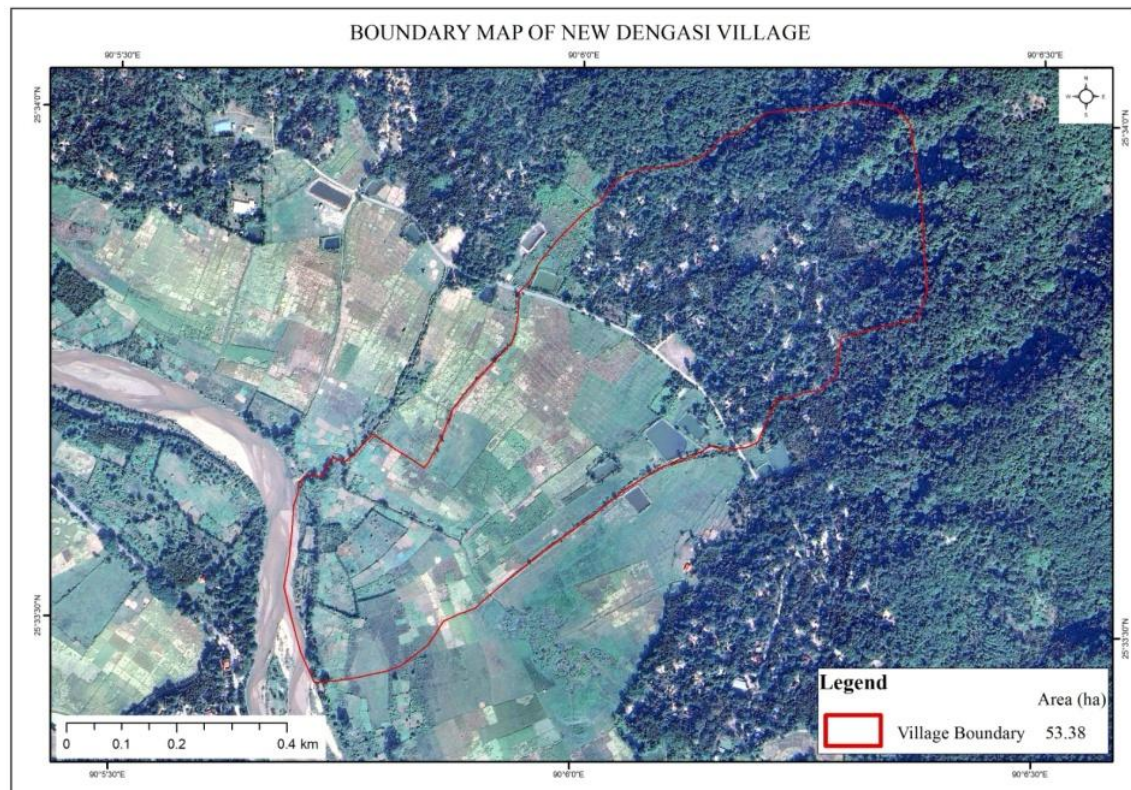 BOUNDARY MAP OF NEW DENGASI VILLAGE
90°5'30"E 90°6'0"E 90°6'30"E
25°34'0"N 25°34'0"N
N
W E
S
25°33'30"N 25°33'30"N
Legend
Area (ha)
Village Boundary 53.38
0 0.1 0.2 0.4 km
90°5'30"E 90°6'0"E 90°6'30"E